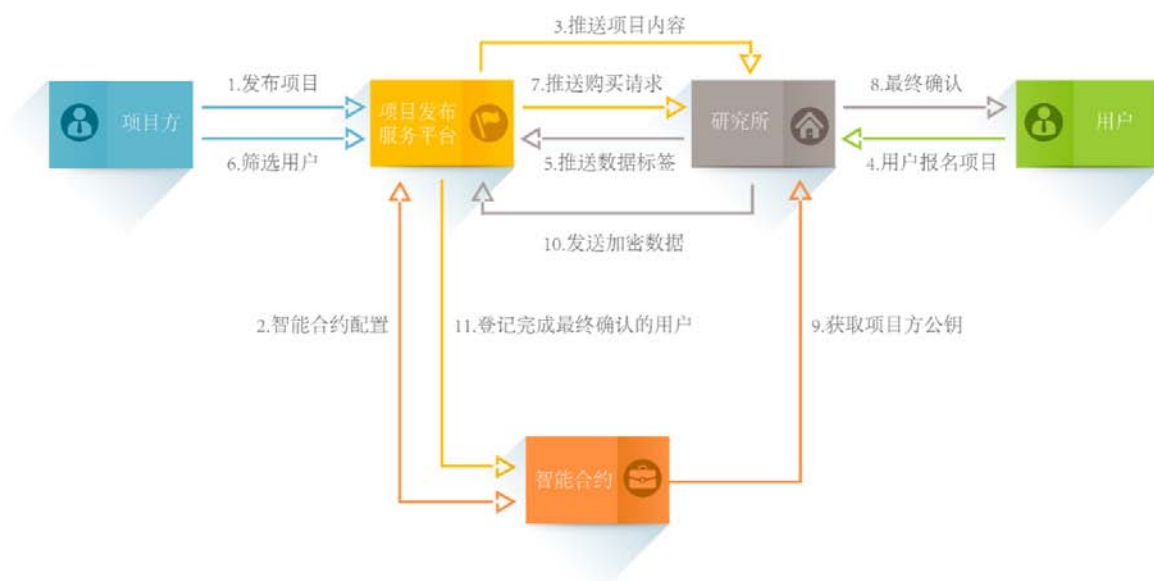 3.推送项目内容
1.发布项目
7.推送购买请求
8.最终确认
项目方
项目发布
服务平台
研究所
用户
6.筛选用户
5.推送数据标签
4.用户报名项目
10.发送加密数据
2.智能合约配置
11.登记完成最终确认的用户
9.获取项目方公钥
智能合约